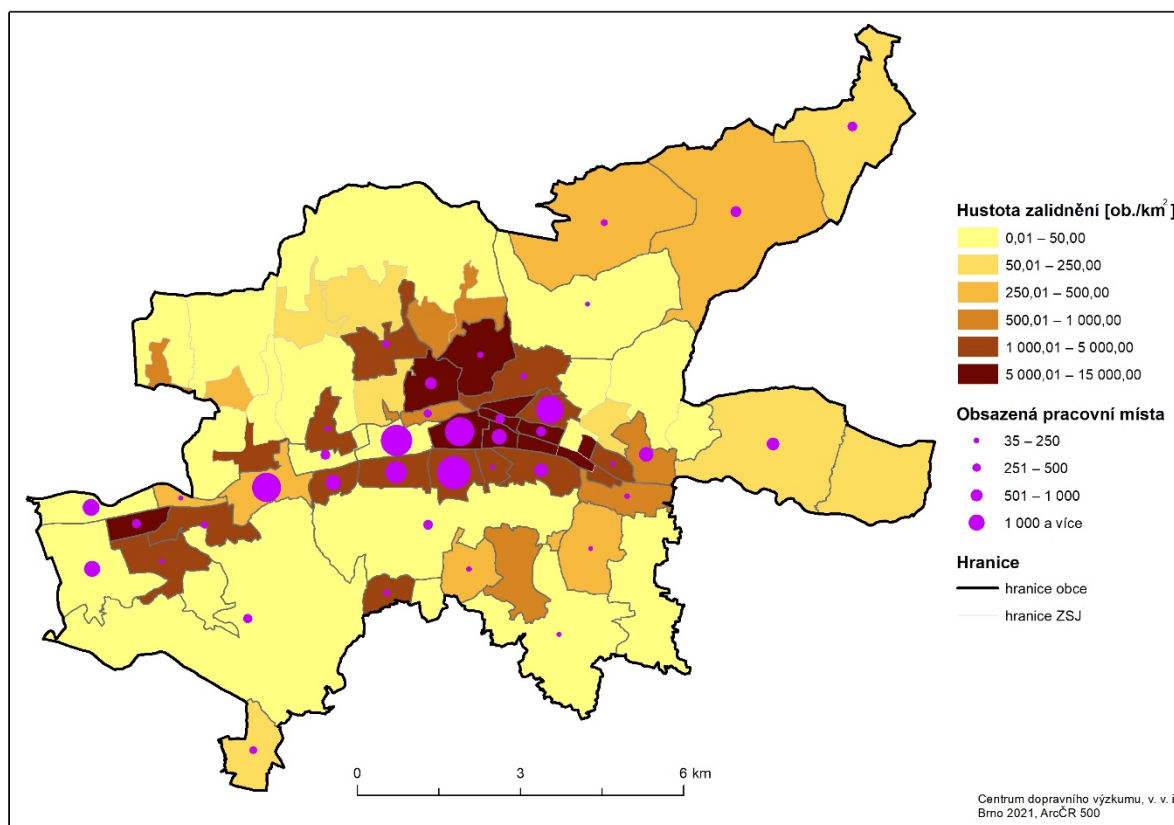 Hustota zalidnění [ob./km²]
0,01 – 50,00
50,01 – 250,00
250,01 – 500,00
500,01 – 1 000,00
1 000,01 – 5 000,00
5 000,01 – 15 000,00
Obsazená pracovní místa
35 – 250
251 – 500
501 – 1 000
1 000 a více
Hranice
hranice obce
hranice ZSJ
0 3 6 km
Centrum dopravního výzkumu, v. v. i
Brno 2021, ArcČR 500